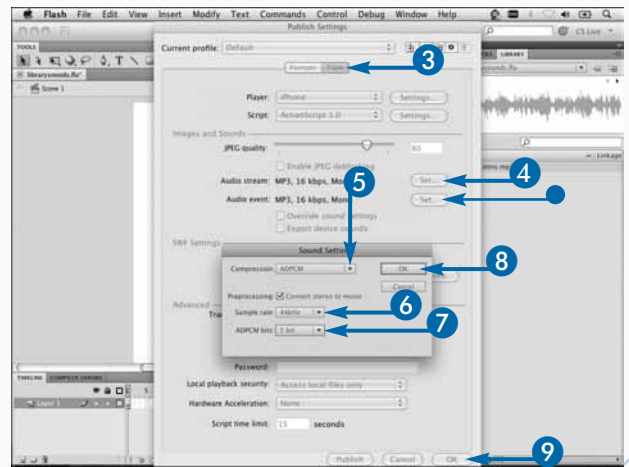 Flash File Edit View Insert Modify Text Commands Control Debug Window Help
Publish Settings
CS Live
TOOLS
Current profile: Default
LIBRARY
librarysounds.fla*
Scene 1
Formats Flash
3
Player: iPhone Settings...
Script: ActionScript 3.0 Settings...
Images and Sounds
JPEG quality: 80
Enable JPEG deblocking
Linkage
Audio stream: MP3, 16 kbps, Mono Set...
4
5
Audio event: MP3, 16 kbps, Mono Set...
Override sound settings
Export device sounds
SWF Settings
Sound Settings
Compression: ADPCM OK
8
Cancel
Preprocessing: Convert stereo to mono
Advanced
6
Sample rate: 44kHz
7
ADPCM bits: 5 bit
Password:
TIMELINE COMPILER ERRORS
Local playback security: Access local files only
Layer 1
Hardware Acceleration: None
Script time limit: 15 seconds
Publish Cancel OK
9